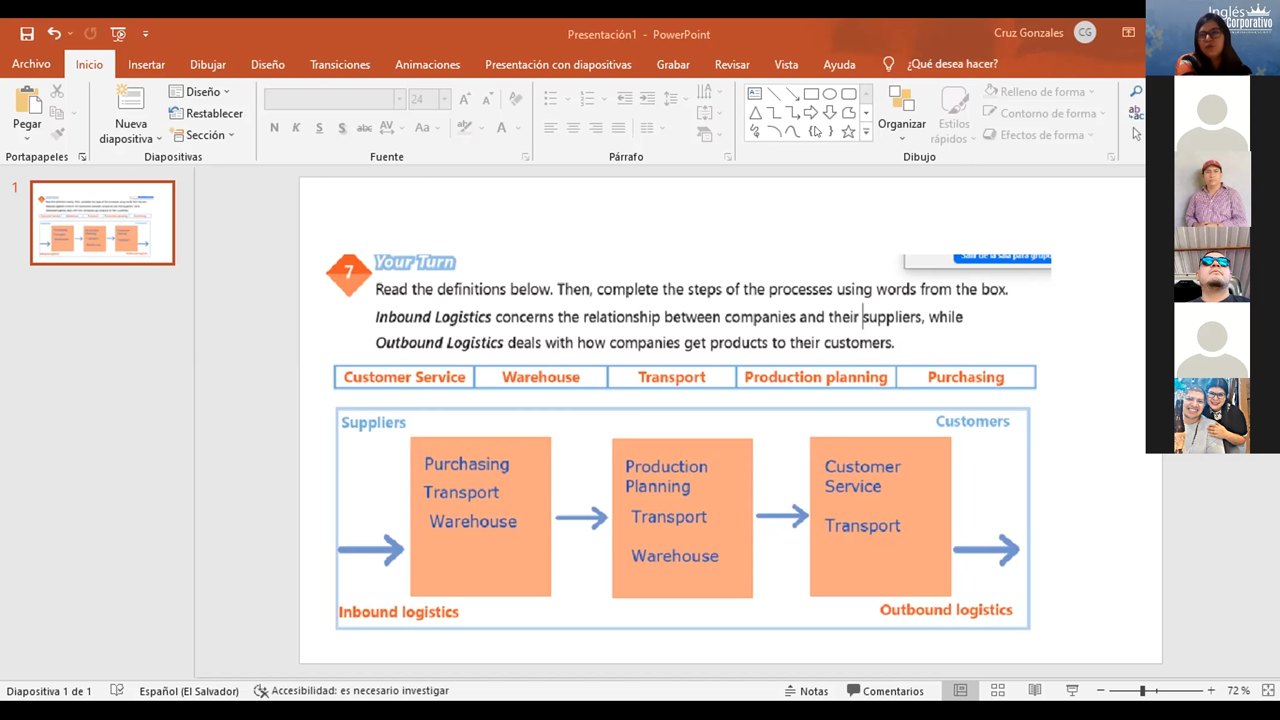 Presentación1 - PowerPoint
Cruz Gonzales
CG
Inglés
Corporativo
Archivo
Inicio
Insertar
Dibujar
Diseño
Transiciones
Animaciones
Presentación con diapositivas
Grabar
Revisar
Vista
Ayuda
¿Qué desea hacer?
Pegar
Nueva
diapositiva
Diseño
Restablecer
Sección
24
N
K
S
S
abc
AV
Aa
A
Organizar
Estilos
rápidos
Relleno de forma
Contorno de forma
Efectos de forma
Portapapeles
Diapositivas
Fuente
Párrafo
Dibujo
1
7
Your Turn
Read the definitions below. Then, complete the steps of the processes using words from the box.
Inbound Logistics concerns the relationship between companies and their suppliers, while
Outbound Logistics deals with how companies get products to their customers.
Customer Service
Warehouse
Transport
Production planning
Purchasing
Suppliers
Customers
Purchasing
Transport
Warehouse
Production
Planning
Transport
Warehouse
Customer
Service
Transport
Inbound logistics
Outbound logistics
Diapositiva 1 de 1
Español (El Salvador)
Accesibilidad: es necesario investigar
Notas
Comentarios
72 %